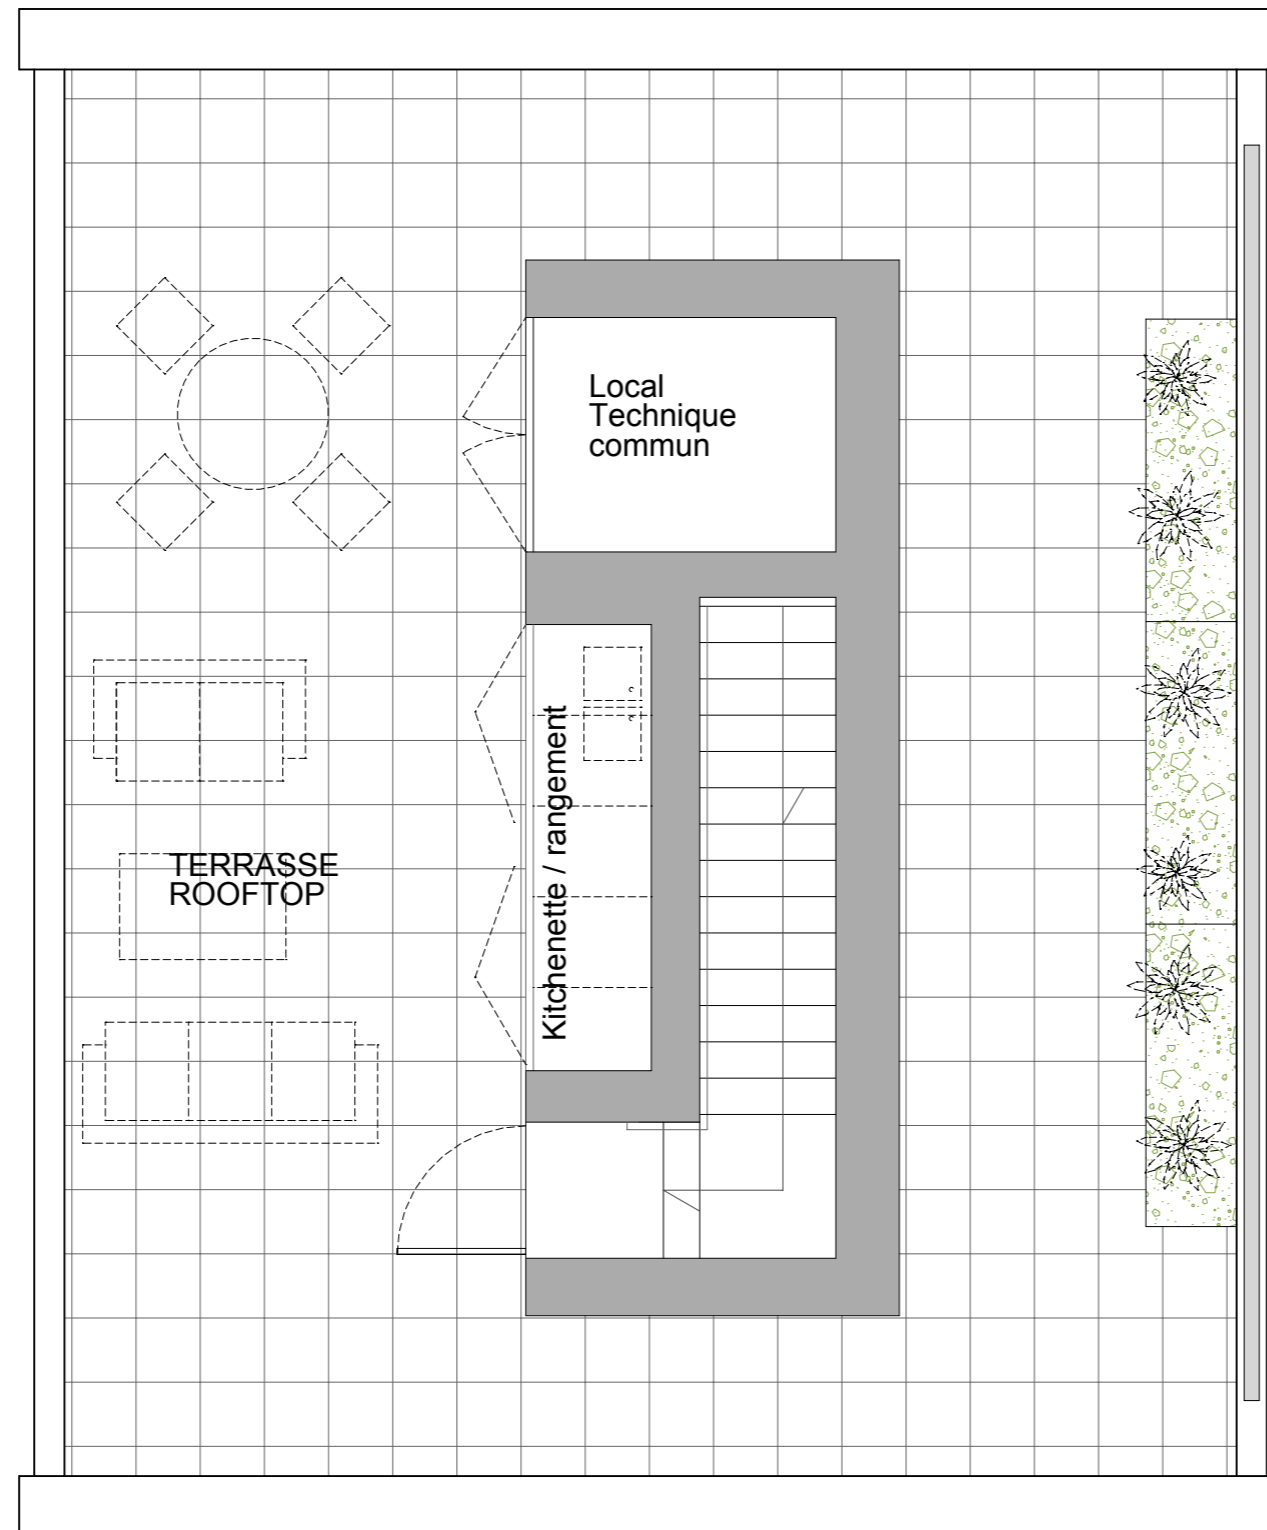 Local
Technique
commun
Kitchenette / rangement
TERRASSE
ROOFTOP